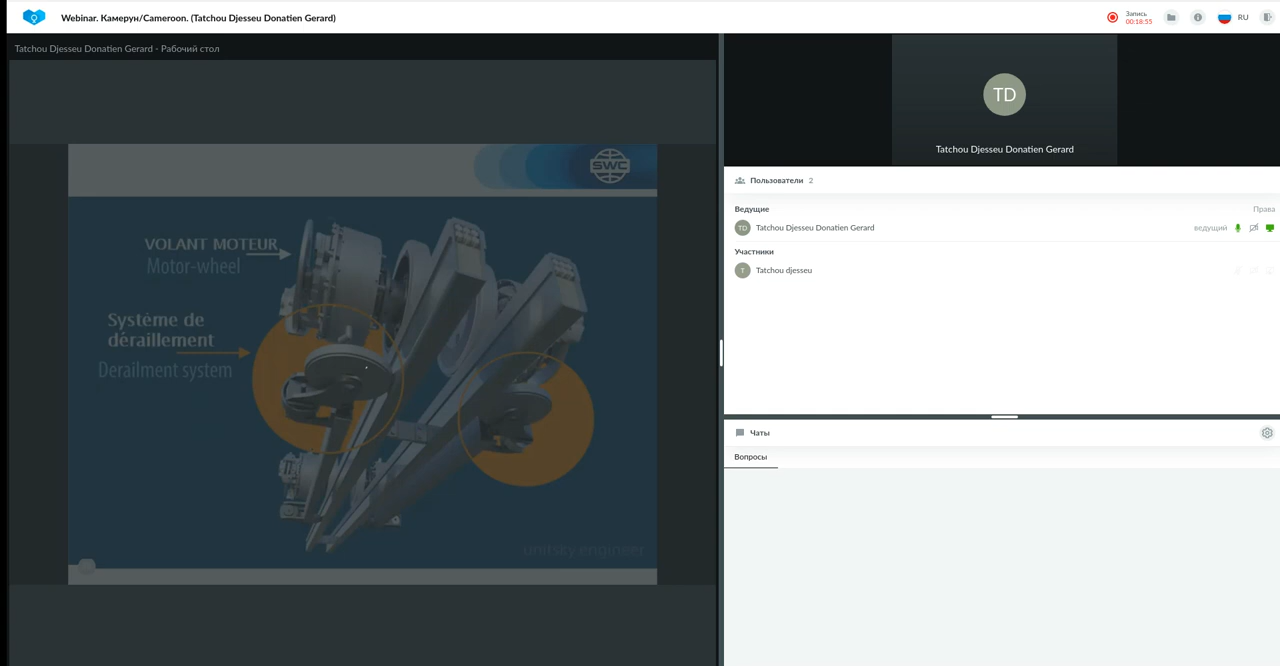 Webinar. Камерун/Cameroon. (Tatchou Djesseu Donatien Gerard)
Запись
00:18:55
RU
Tatchou Djesseu Donatien Gerard - Рабочий стол
SWC
VOLANT MOTEUR
Motor-wheel
Systéme de
déraillement
Derailment system
unitsky.engineer
TD
Tatchou Djesseu Donatien Gerard
Пользователи 2
Ведущие Права
TD Tatchou Djesseu Donatien Gerard ведущий
Участники
T Tatchou djesseu
Чаты
Вопросы